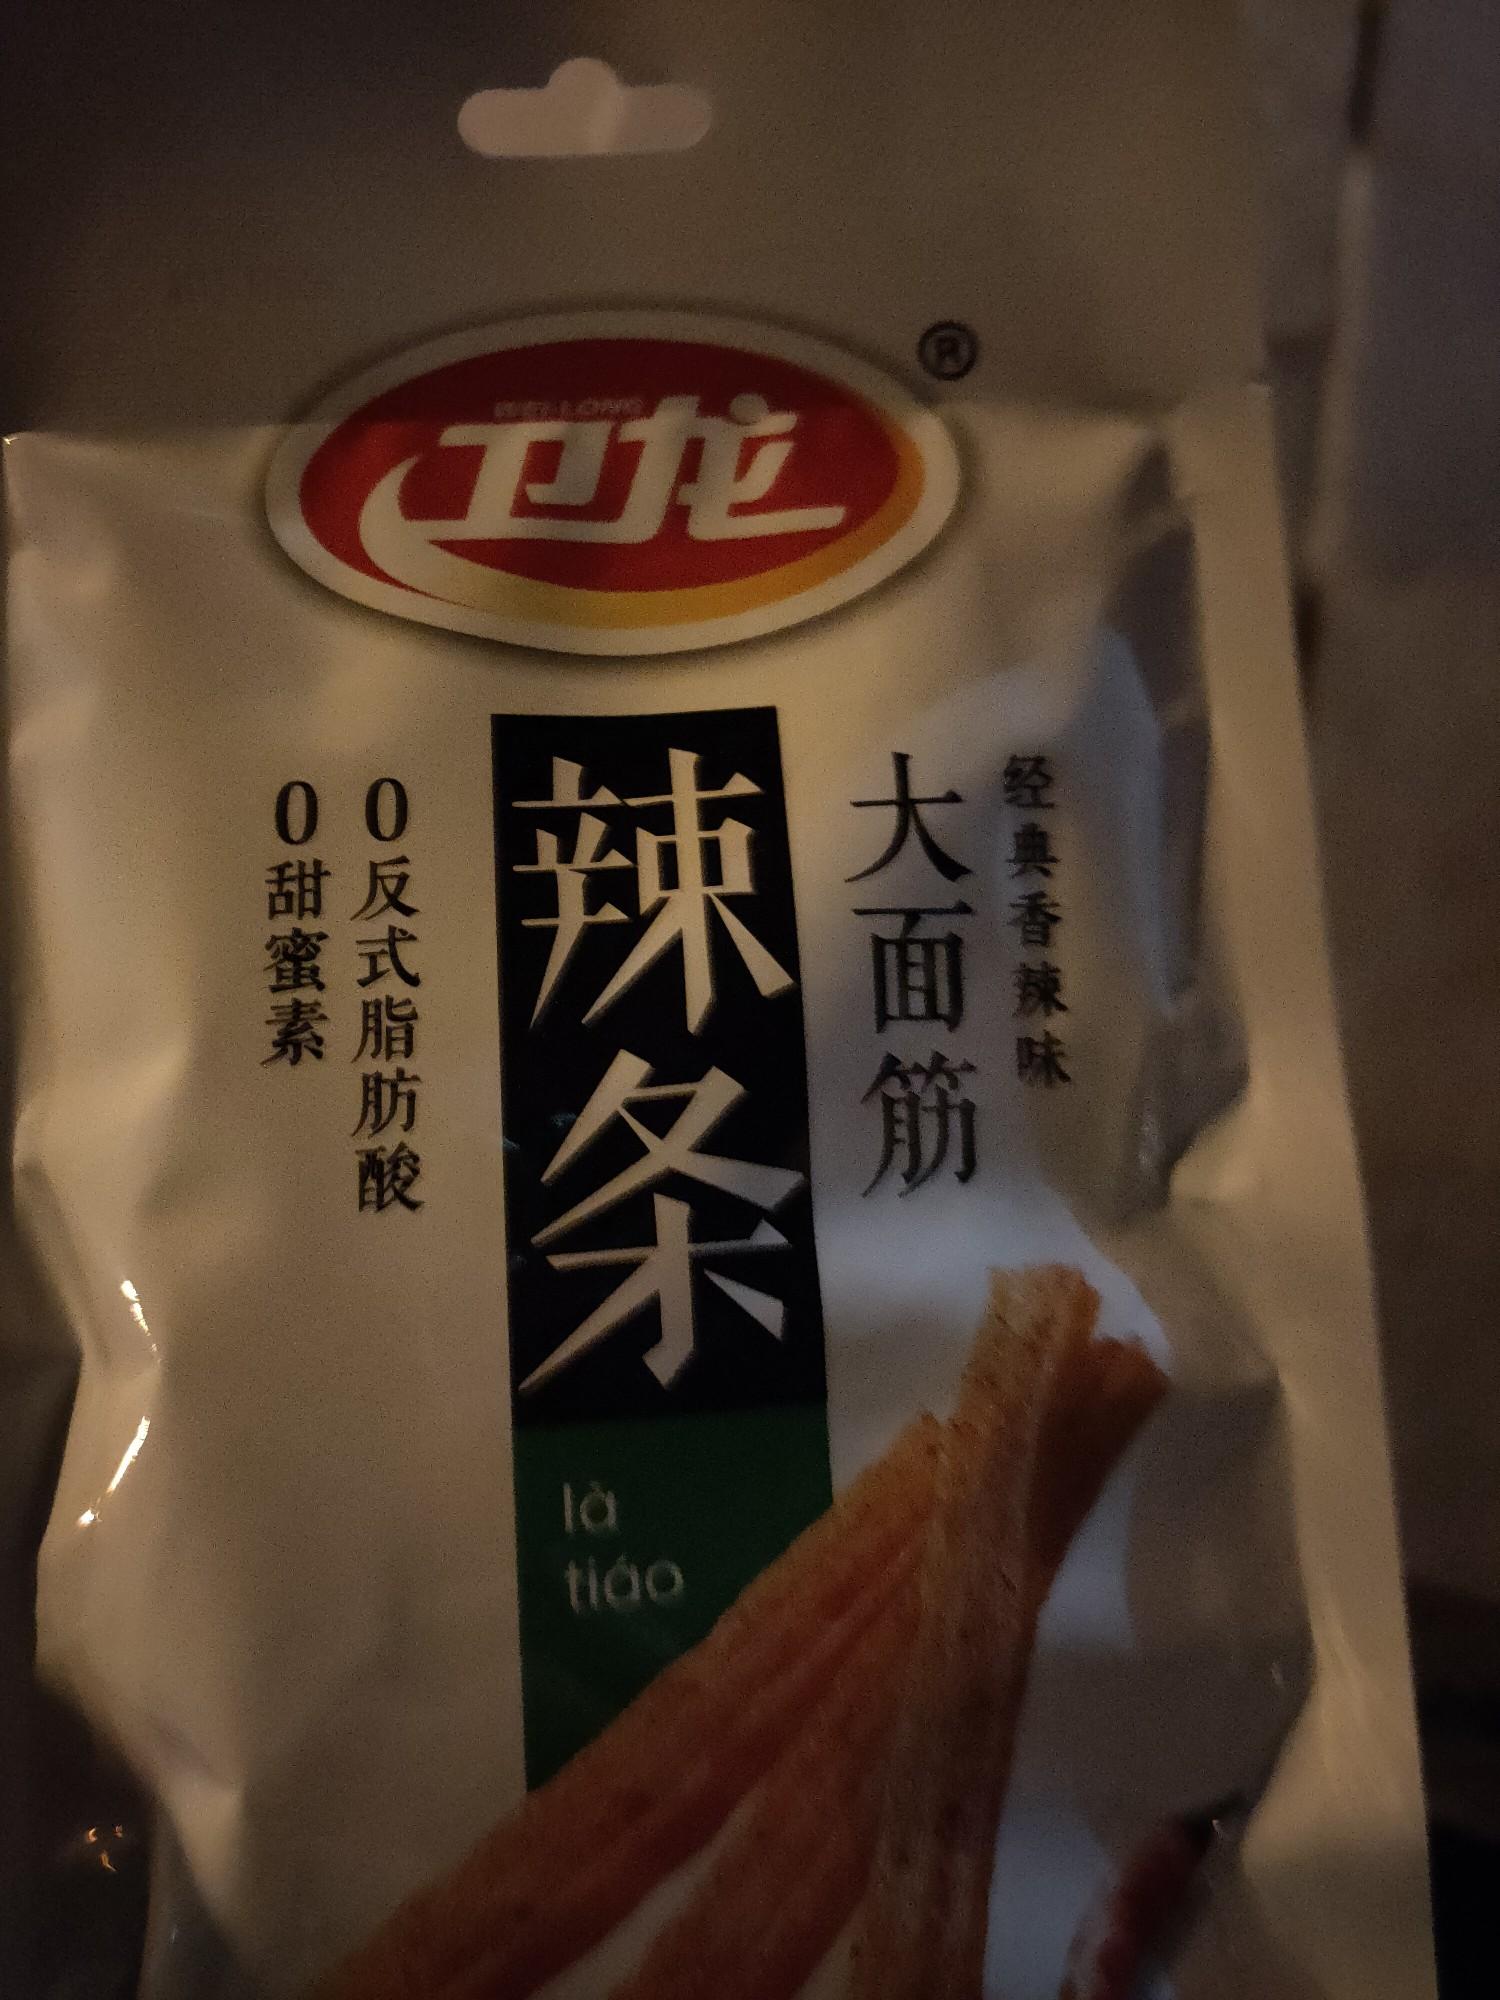 WEI LONG
卫龙
®
经典香辣味
大面筋
辣条
là
tiáo
0反式脂肪酸
0甜蜜素